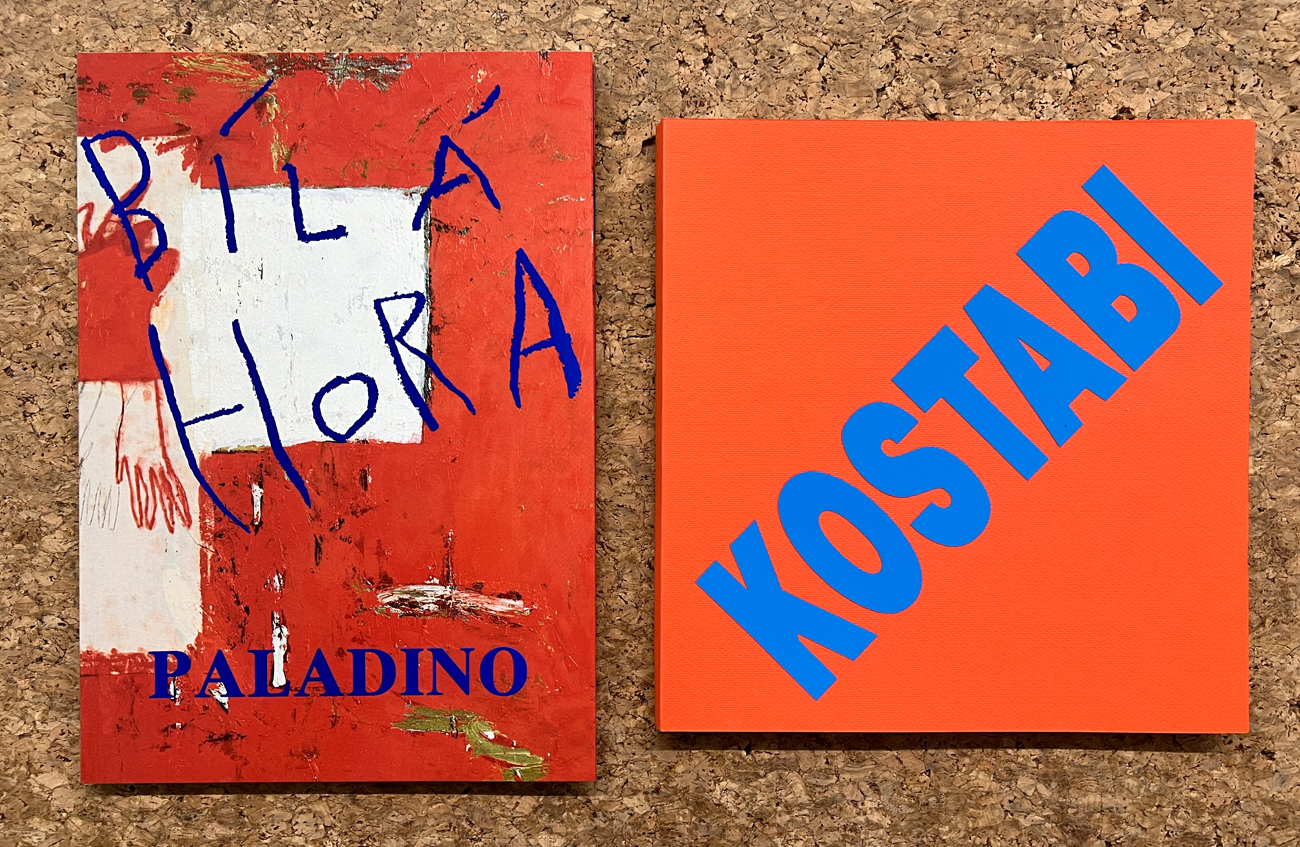 BÍLÁ
HORA
PALADINO
KOSTABI